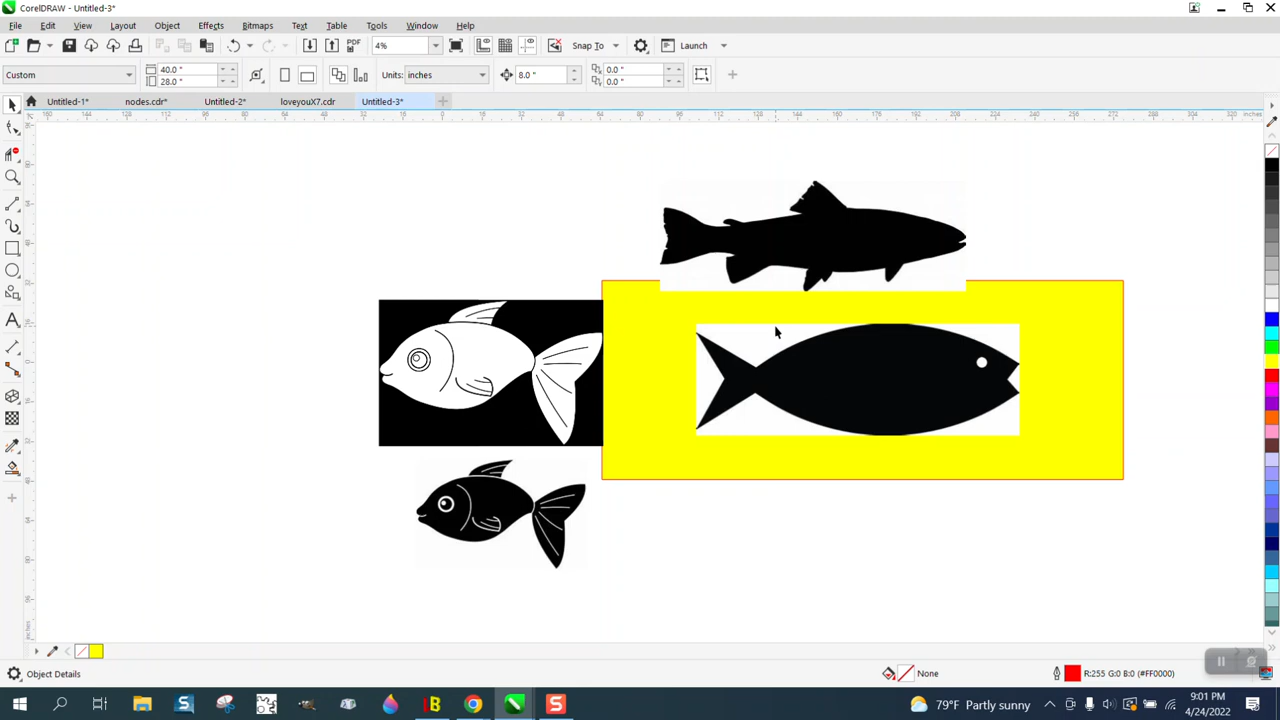 CorelDRAW - Untitled-3*
File Edit View Layout Object Effects Bitmaps Text Table Tools Window Help
PDF 4% Snap To Launch
Custom 40.0 " 28.0 " Units: inches 8.0 " 0.0 " 0.0 "
Untitled-1* nodes.cdr* Untitled-2* loveyouX7.cdr Untitled-3*
inches
Object Details None R:255 G:0 B:0 (#FF0000)
79°F Partly sunny 9:01 PM
4/24/2022